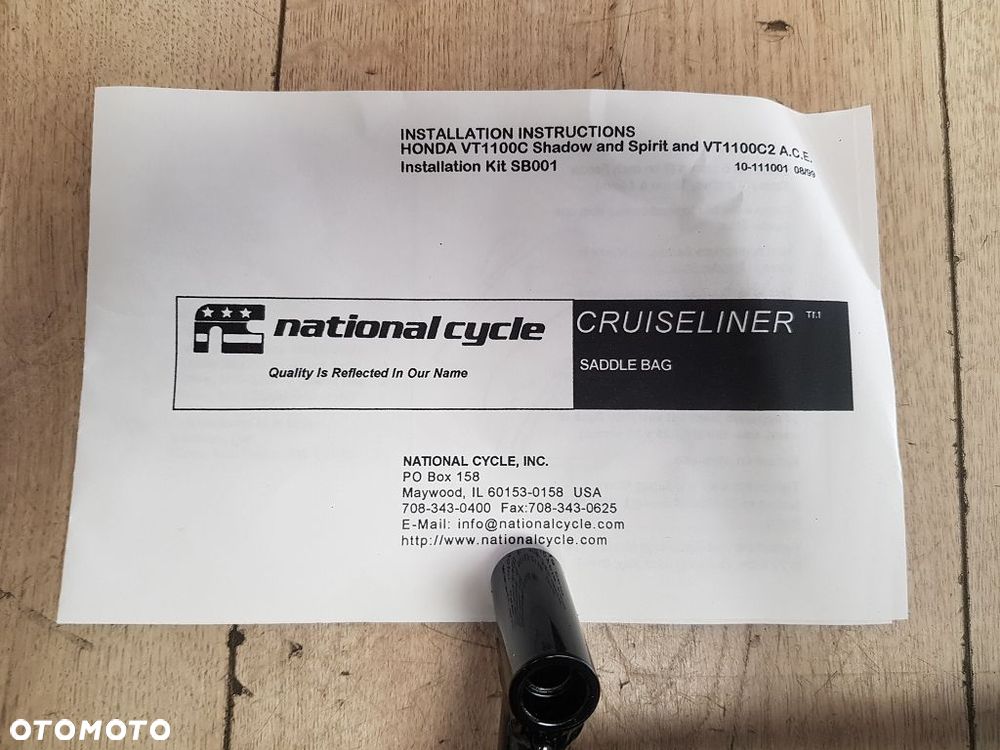 INSTALLATION INSTRUCTIONS
HONDA VT1100C Shadow and Spirit and VT1100C2 A.C.E.
Installation Kit SB001
10-111001 08/99
national cycle
Quality Is Reflected In Our Name
CRUISELINER ™
SADDLE BAG
NATIONAL CYCLE, INC.
PO Box 158
Maywood, IL 60153-0158 USA
708-343-0400 Fax:708-343-0625
E-Mail: info@nationalcycle.com
http://www.nationalcycle.com
OTOMOTO